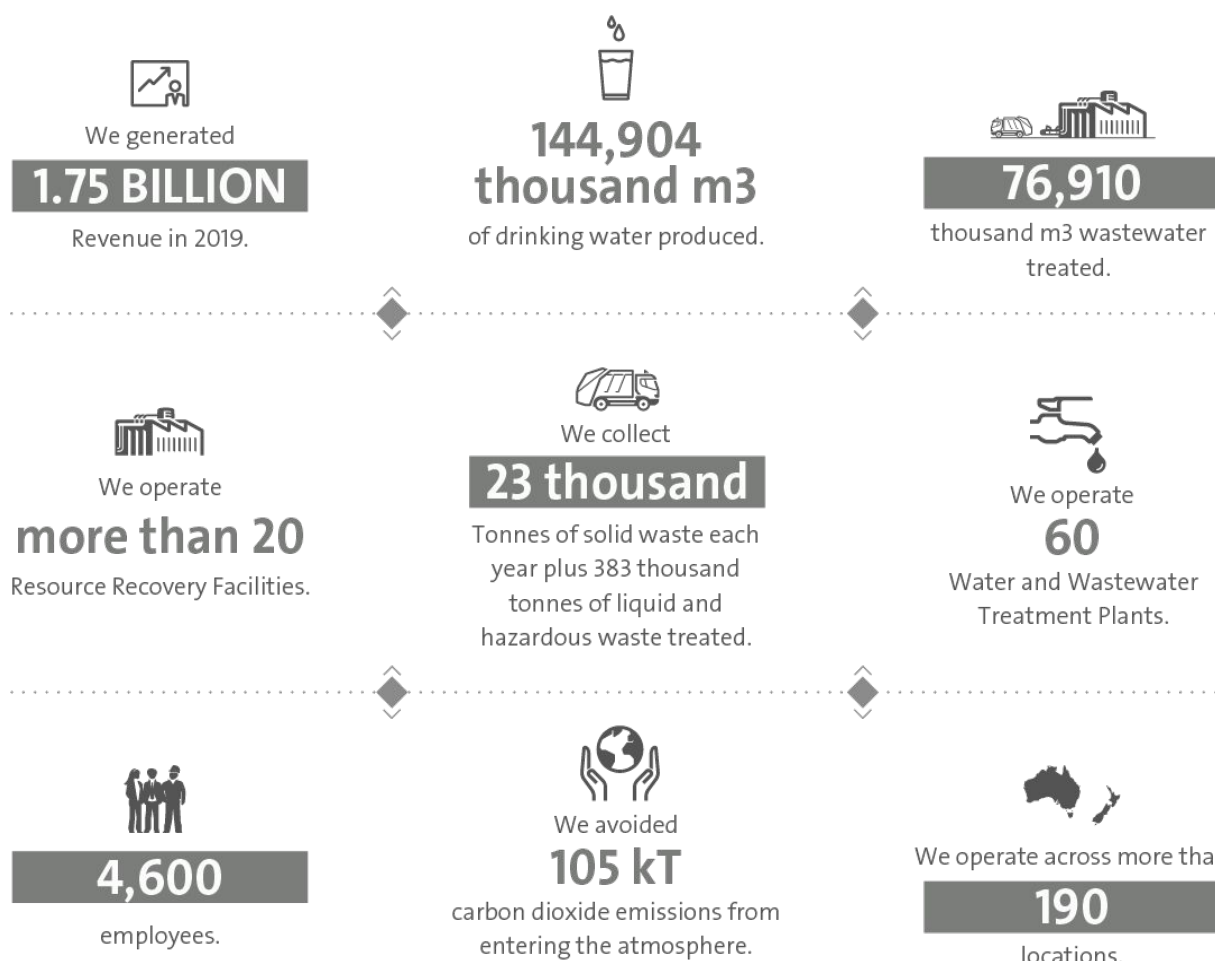 We generated
1.75 BILLION
Revenue in 2019.
144,904
thousand m3
of drinking water produced.
76,910
thousand m3 wastewater
treated.
We operate
more than 20
Resource Recovery Facilities.
We collect
23 thousand
Tonnes of solid waste each
year plus 383 thousand
tonnes of liquid and
hazardous waste treated.
We operate
60
Water and Wastewater
Treatment Plants.
4,600
employees.
We avoided
105 kT
carbon dioxide emissions from
entering the atmosphere.
We operate across more tha
190
locations.